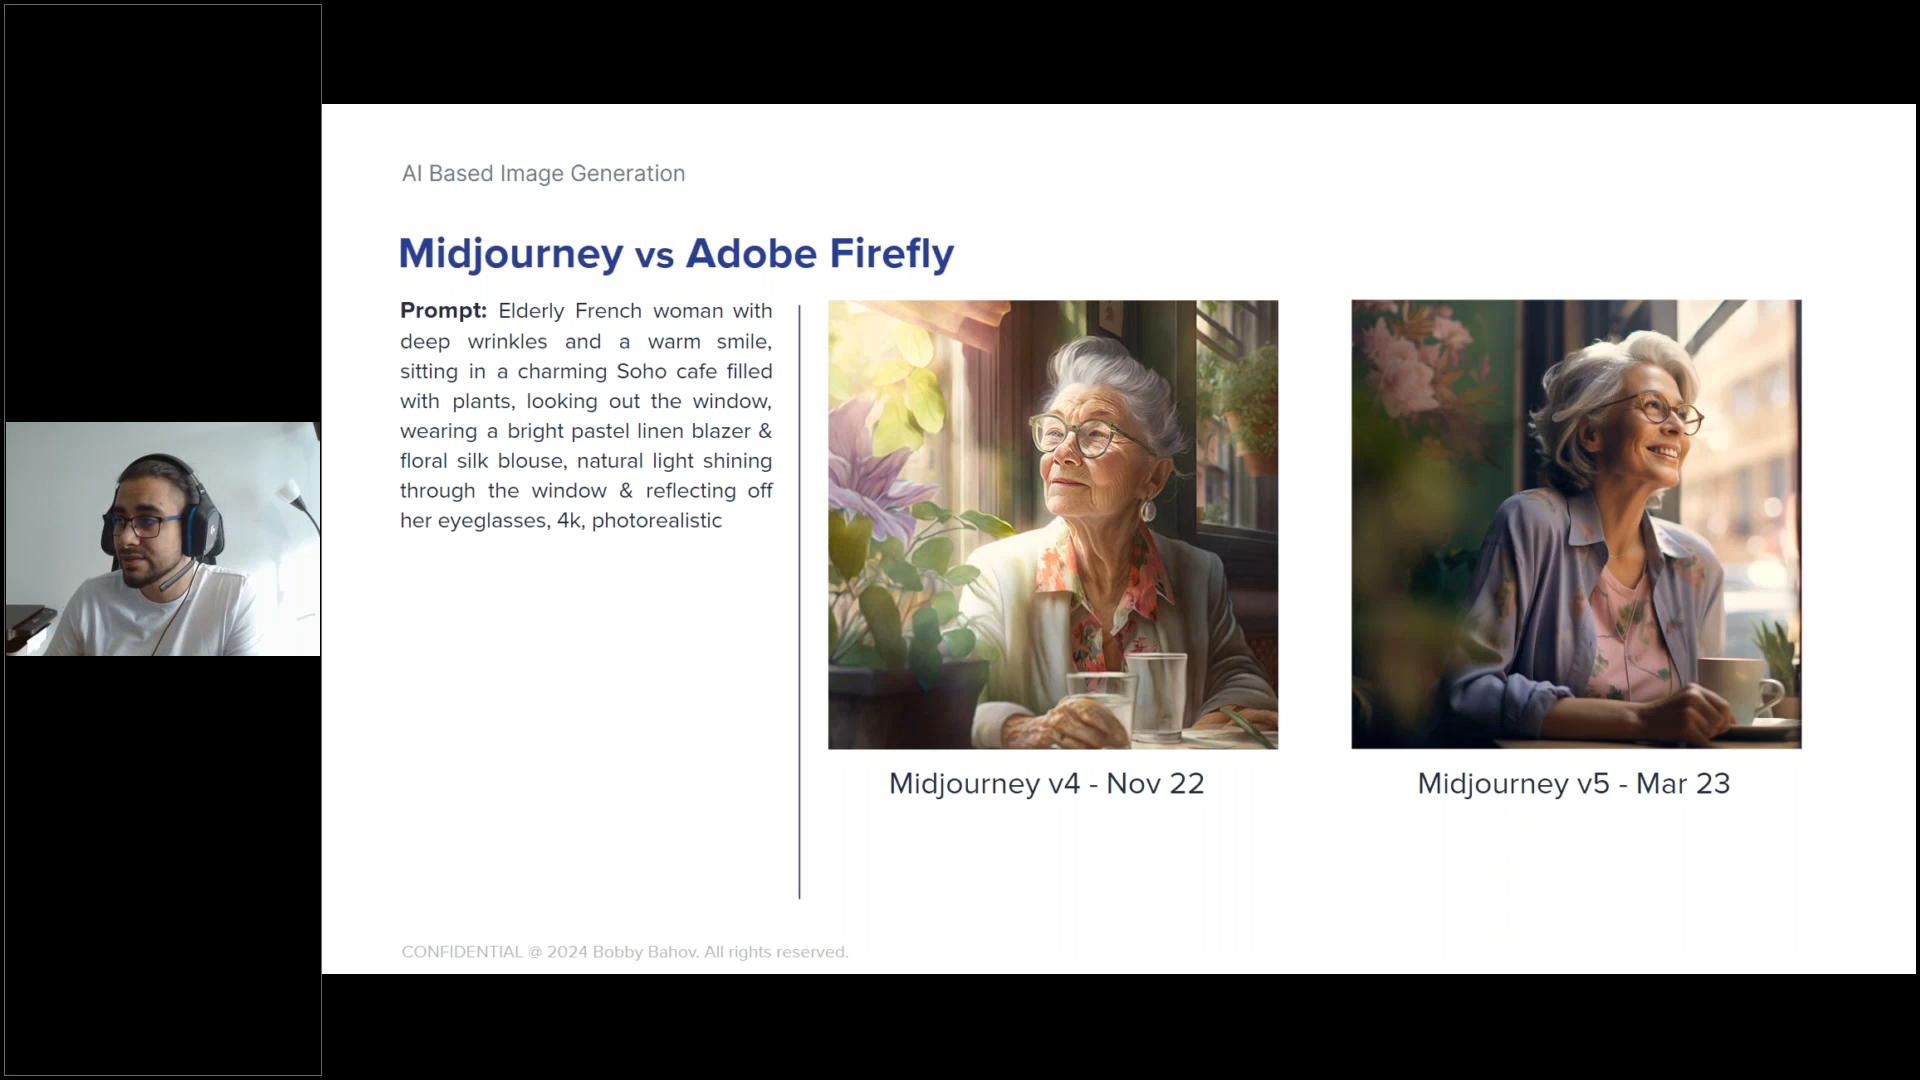 AI Based Image Generation
Midjourney vs Adobe Firefly
Prompt: Elderly French woman with
deep wrinkles and a warm smile,
sitting in a charming Soho cafe filled
with plants, looking out the window,
wearing a bright pastel linen blazer &
floral silk blouse, natural light shining
through the window & reflecting off
her eyeglasses, 4k, photorealistic
Midjourney v4 - Nov 22
Midjourney v5 - Mar 23
CONFIDENTIAL @ 2024 Bobby Bahov. All rights reserved.